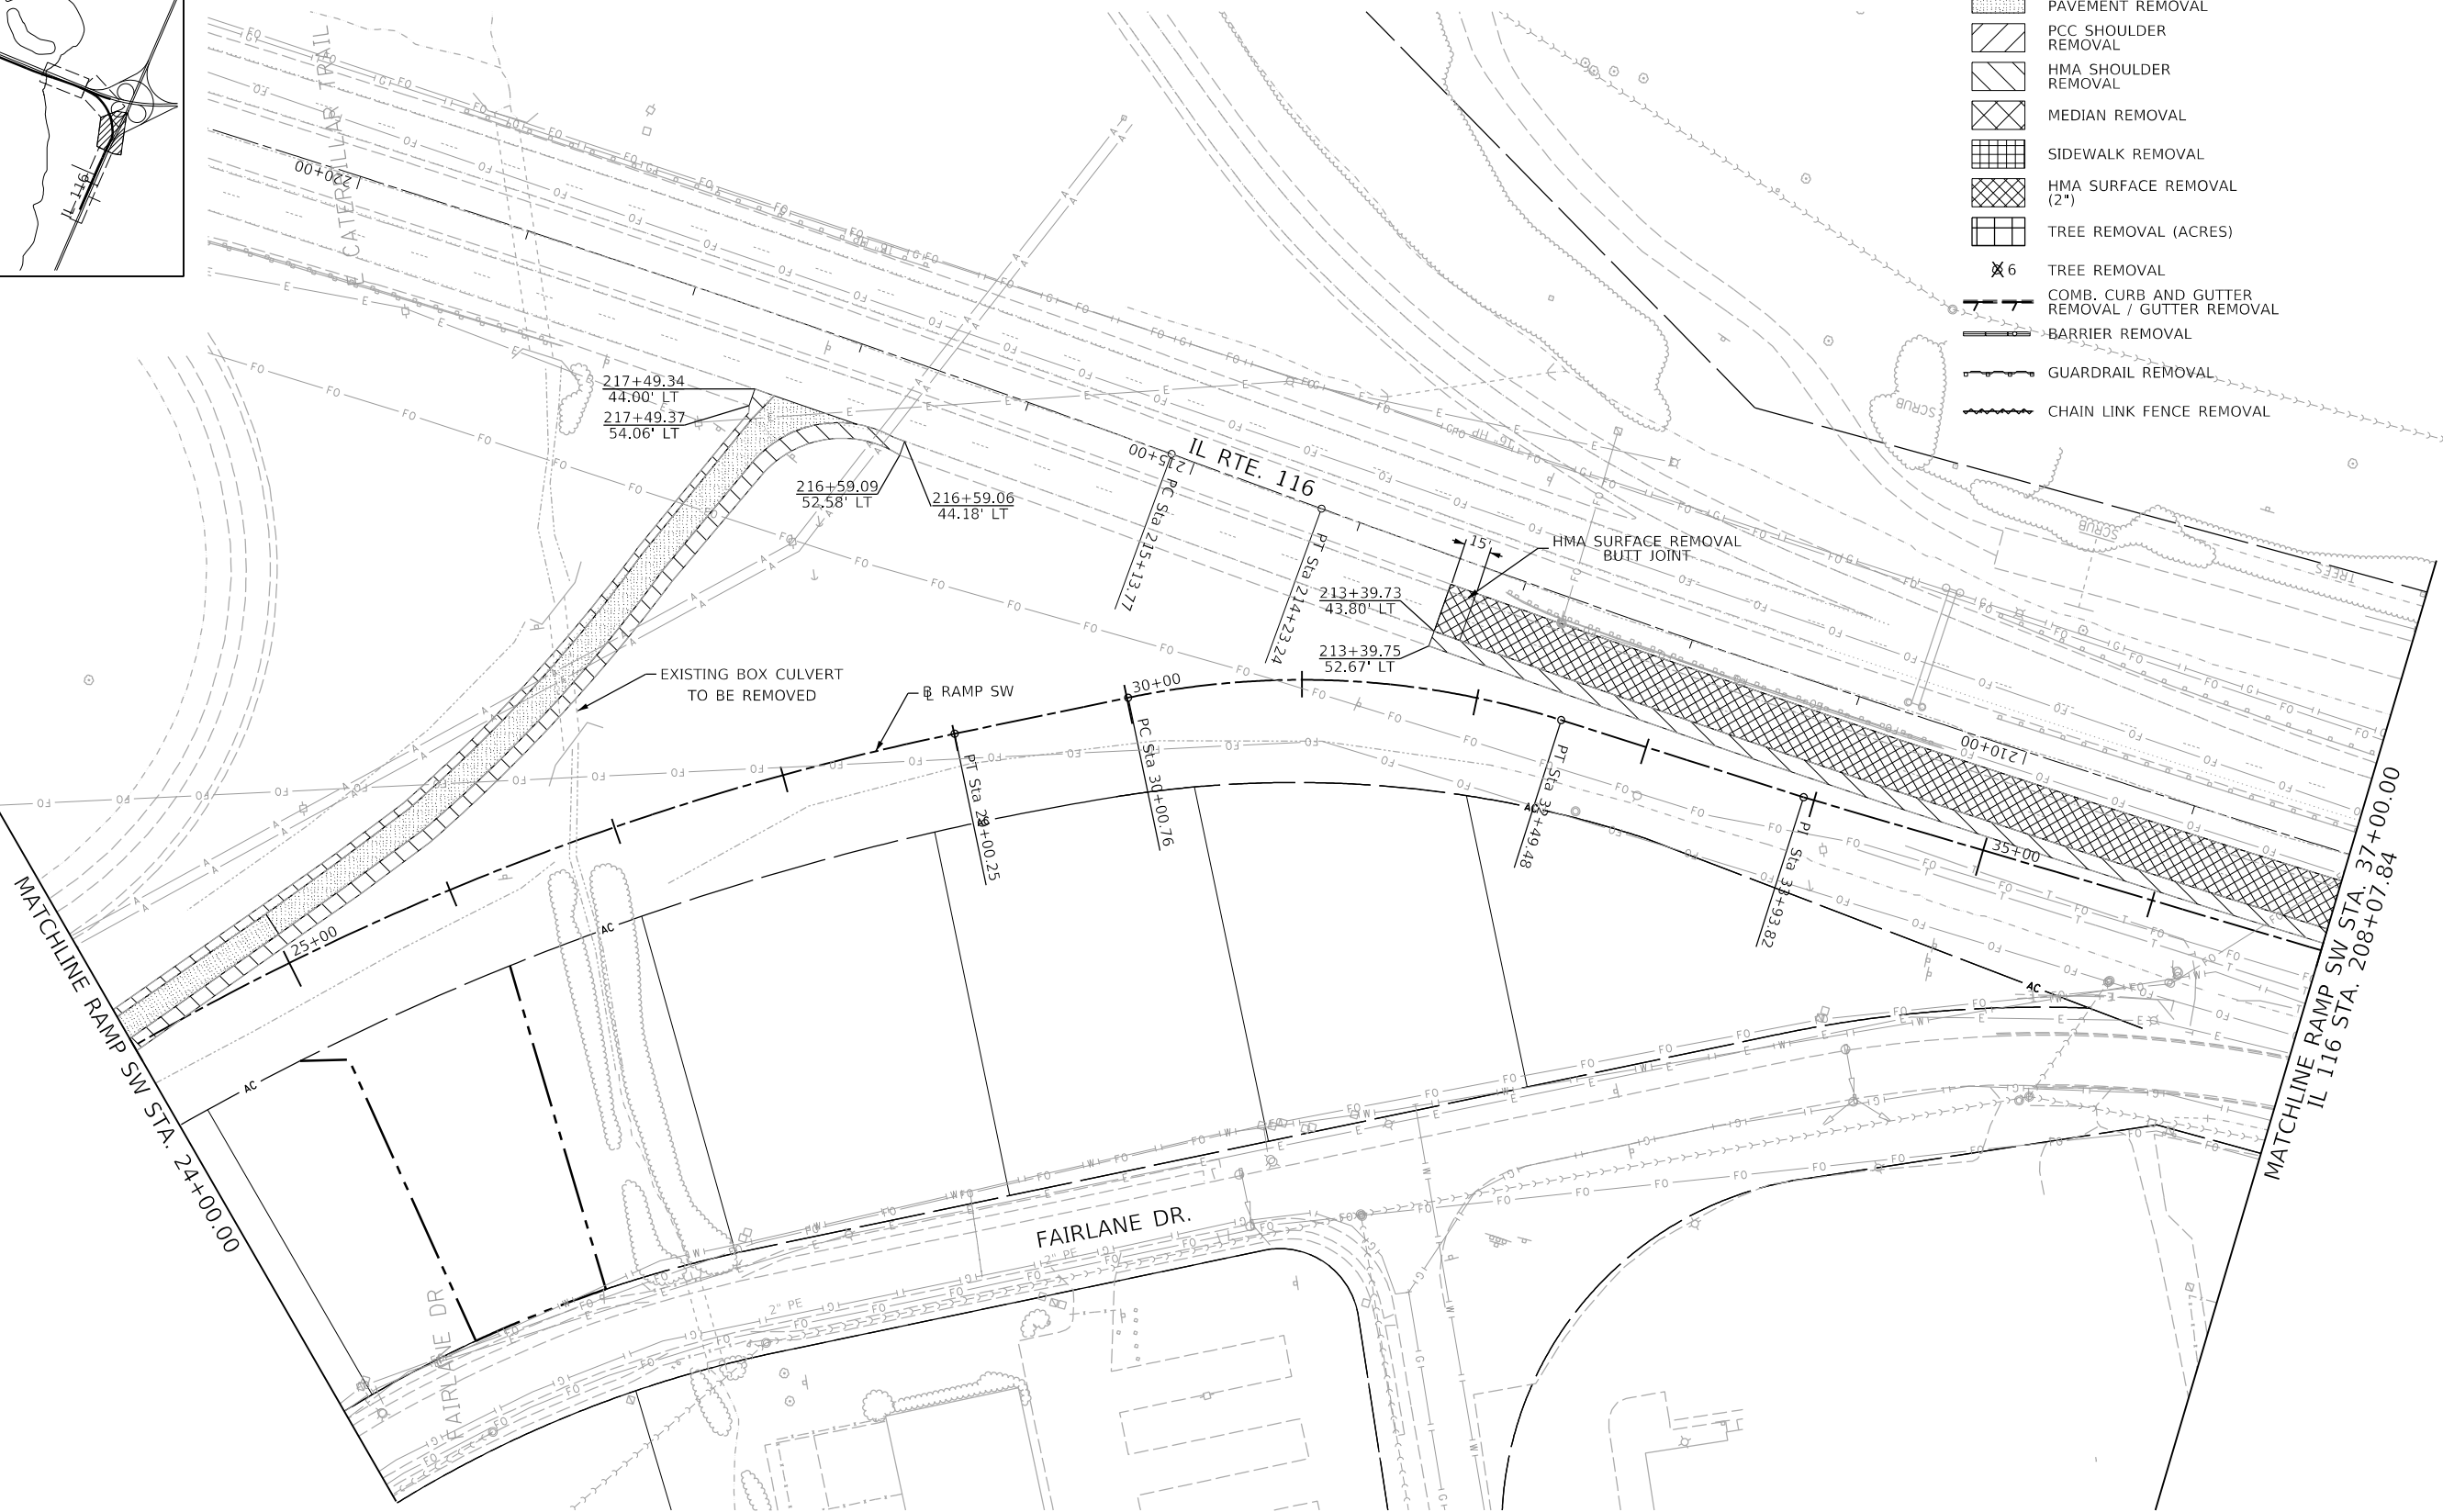 PAVEMENT REMOVAL
PCC SHOULDER
REMOVAL
HMA SHOULDER
REMOVAL
MEDIAN REMOVAL
SIDEWALK REMOVAL
HMA SURFACE REMOVAL
(2")
TREE REMOVAL (ACRES)
6 TREE REMOVAL
COMB. CURB AND GUTTER
REMOVAL / GUTTER REMOVAL
BARRIER REMOVAL
GUARDRAIL REMOVAL
CHAIN LINK FENCE REMOVAL
IL 116
CATERPILLAR TRAIL
220+00
217+49.34
44.00' LT
217+49.37
54.06' LT
216+59.09
52.58' LT
216+59.06
44.18' LT
215+00
IL RTE. 116
PC Sta 215+13.77
PT Sta 214+23.24
15'
HMA SURFACE REMOVAL
BUTT JOINT
213+39.73
43.80' LT
213+39.75
52.67' LT
SCRUB
SCRUB
TREES
EXISTING BOX CULVERT
TO BE REMOVED
BL RAMP SW
30+00
PT Sta 29+00.25
PC Sta 30+00.76
PT Sta 32+49.48
PI Sta 33+93.82
210+00
35+00
25+00
AC
AC
AC
AC
AC
MATCHLINE RAMP SW STA. 24+00.00
MATCHLINE RAMP SW STA. 37+00.00
IL 116 STA. 208+07.84
FAIRLANE DR.
FAIRLANE DR
2" PE
2" PE